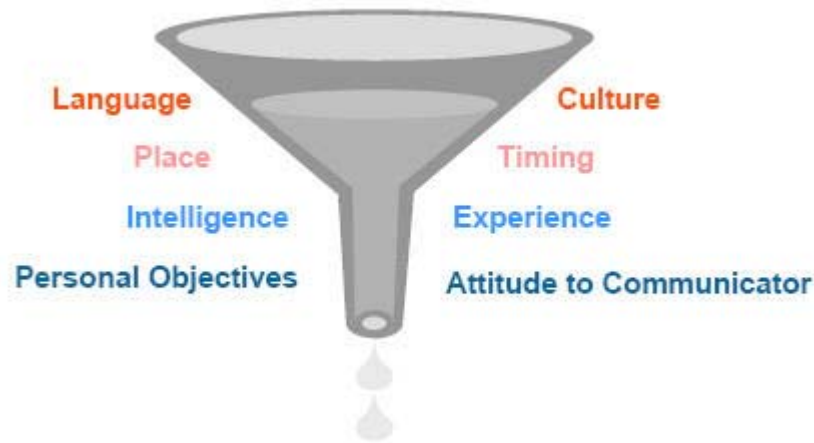 Language Culture
Place Timing
Intelligence Experience
Personal Objectives Attitude to Communicator